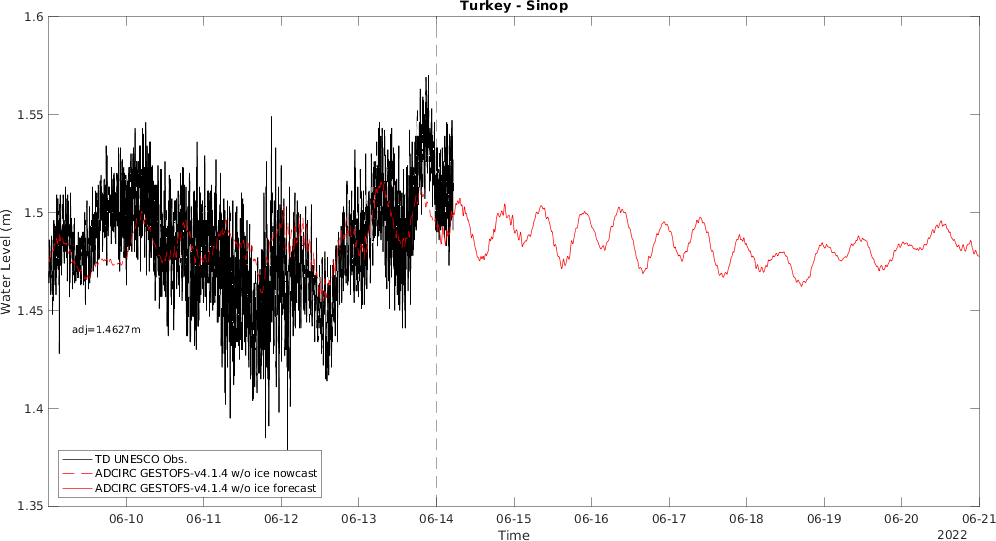 Turkey - Sinop
1.6
1.55
1.5
1.45
1.4
1.35
Water Level (m)
adj=1.4627m
TD UNESCO Obs.
ADCIRC GESTOFS-v4.1.4 w/o ice nowcast
ADCIRC GESTOFS-v4.1.4 w/o ice forecast
06-10 06-11 06-12 06-13 06-14 06-15 06-16 06-17 06-18 06-19 06-20 06-21
Time
2022